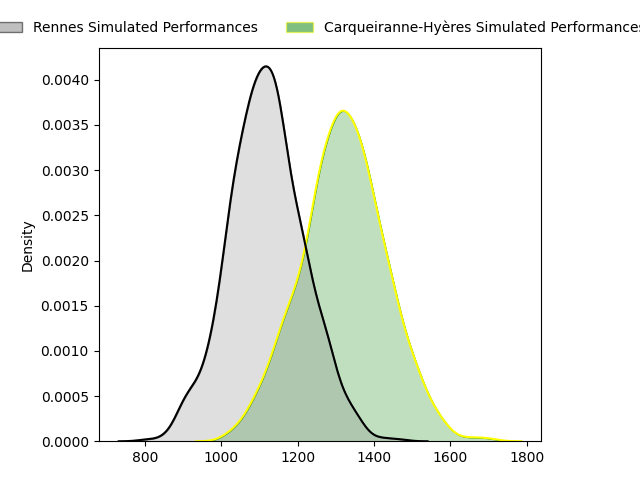 Rennes Simulated Performances
Carqueiranne-Hyères Simulated Performances
0.0040
0.0035
0.0030
0.0025
0.0020
0.0015
0.0010
0.0005
0.0000
Density
800 1000 1200 1400 1600 1800